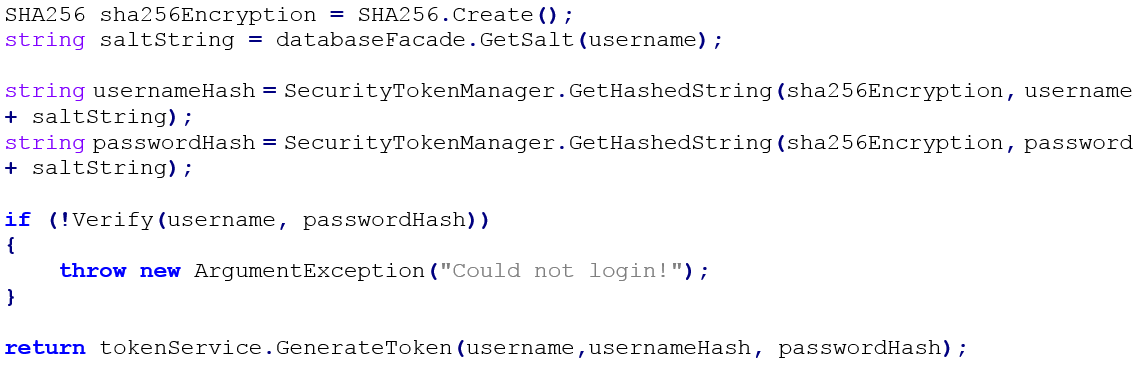 SHA256 sha256Encryption = SHA256.Create();
string saltString = databaseFacade.GetSalt(username);
string usernameHash = SecurityTokenManager.GetHashedString(sha256Encryption, username
+ saltString);
string passwordHash = SecurityTokenManager.GetHashedString(sha256Encryption, password
+ saltString);
if (!Verify(username, passwordHash))
{
    throw new ArgumentException("Could not login!");
}
return tokenService.GenerateToken(username,usernameHash, passwordHash);